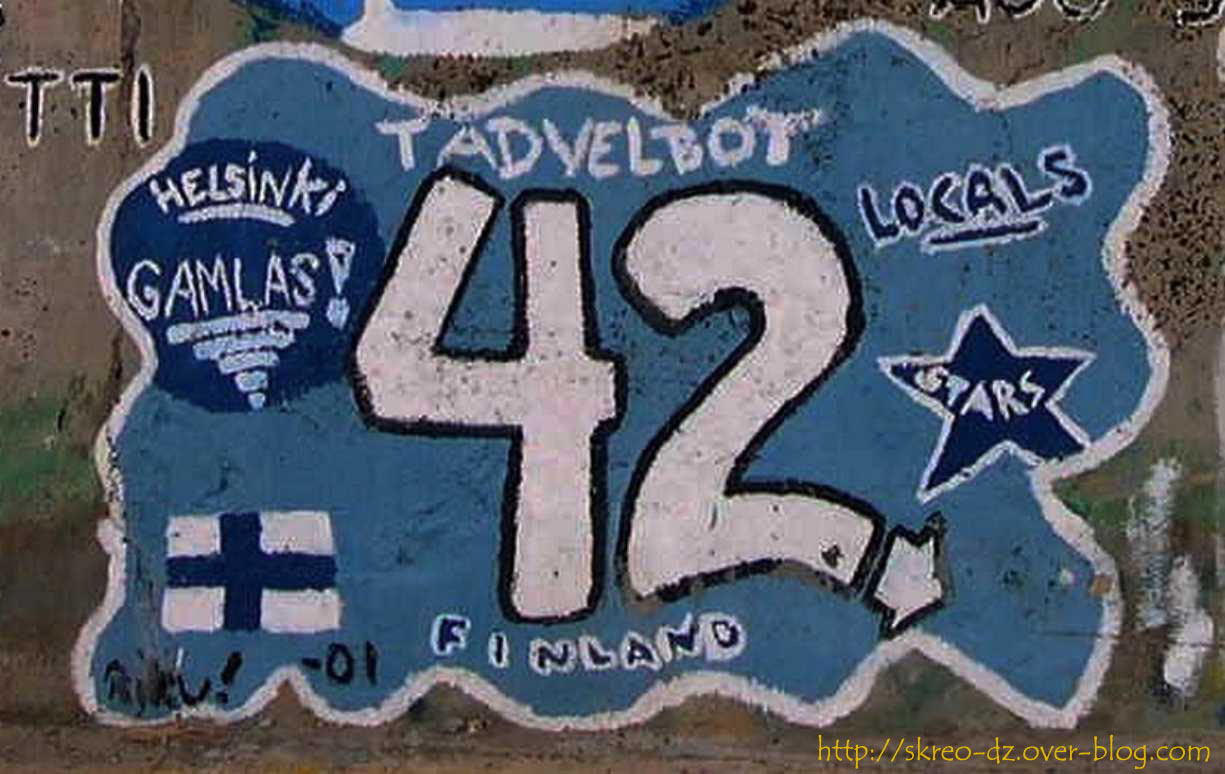 TTI
TADVELBOT
HELSiNKi
GAMLAS!
42.
LOCALS
STARS
FINLAND
-01
http://skreo-dz.over-blog.com